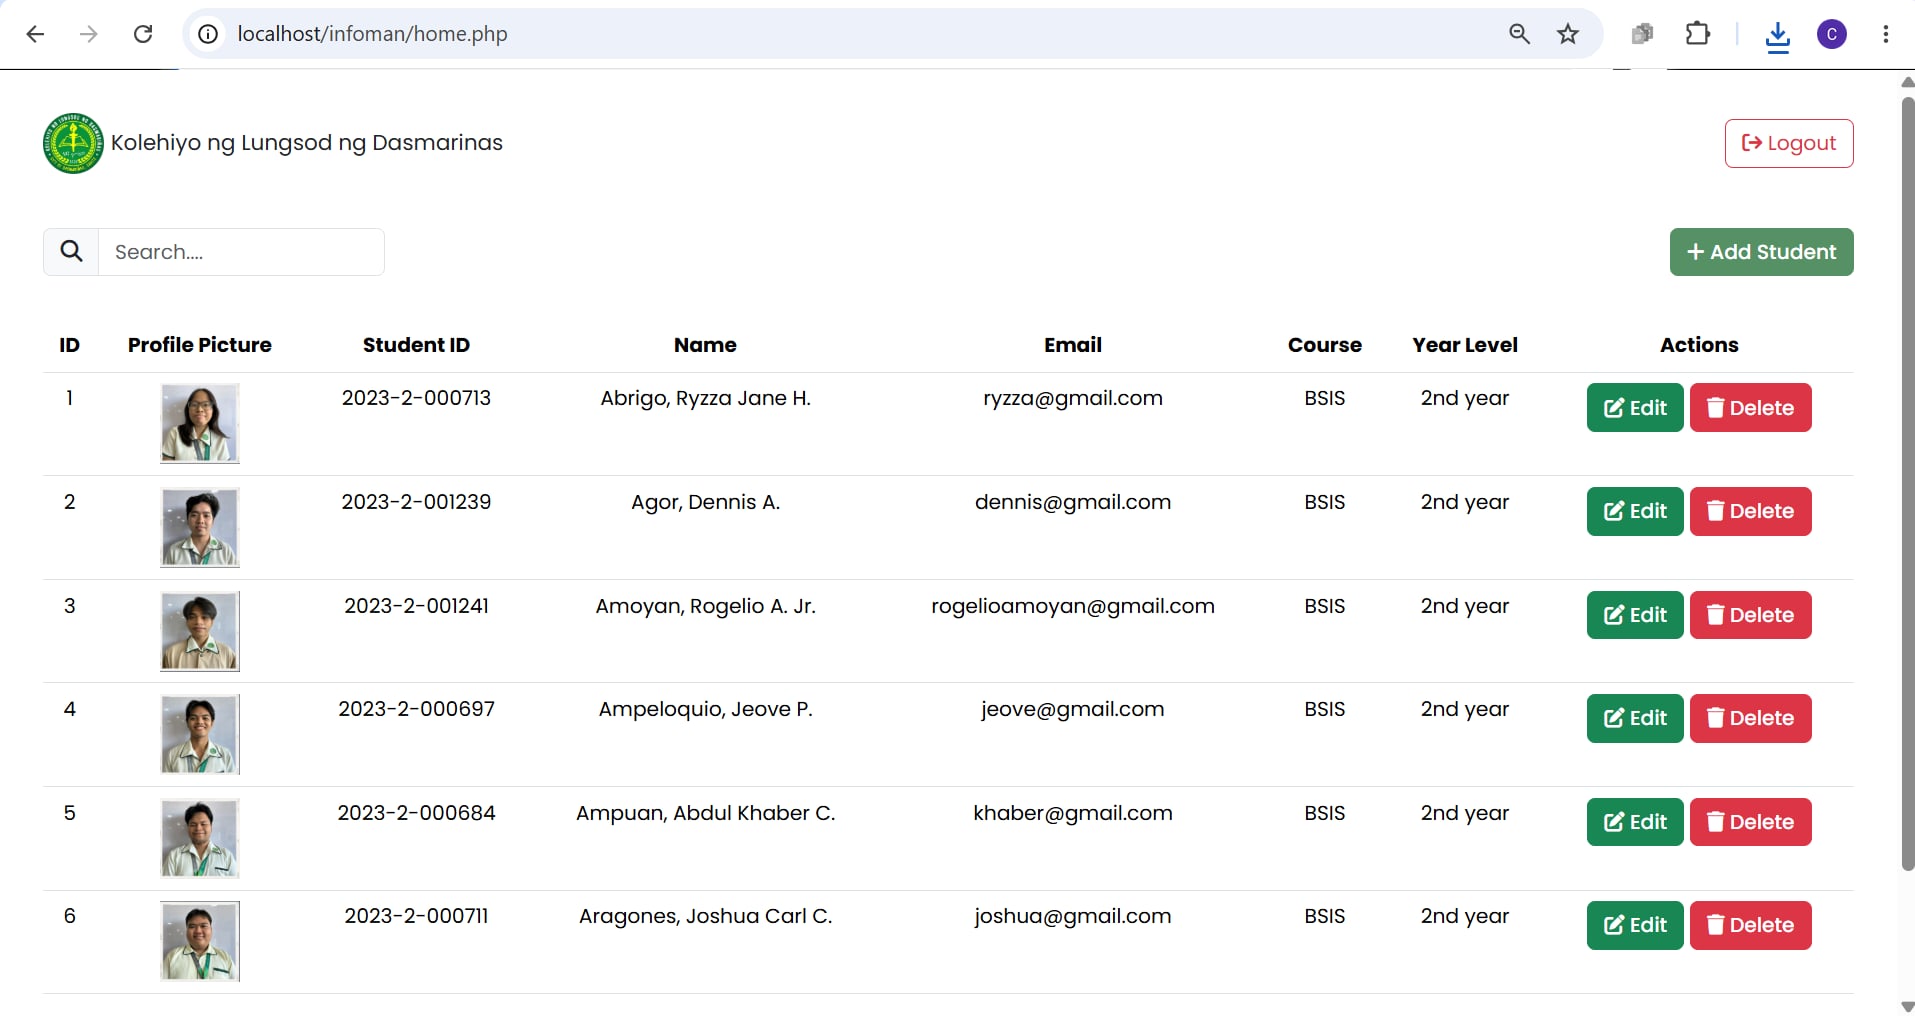 localhost/infoman/home.php
C
Kolehiyo ng Lungsod ng Dasmarinas
Logout
Search....
+ Add Student
ID Profile Picture Student ID Name Email Course Year Level Actions
1 2023-2-000713 Abrigo, Ryzza Jane H. ryzza@gmail.com BSIS 2nd year Edit Delete
2 2023-2-001239 Agor, Dennis A. dennis@gmail.com BSIS 2nd year Edit Delete
3 2023-2-001241 Amoyan, Rogelio A. Jr. rogelioamoyan@gmail.com BSIS 2nd year Edit Delete
4 2023-2-000697 Ampeloquio, Jeove P. jeove@gmail.com BSIS 2nd year Edit Delete
5 2023-2-000684 Ampuan, Abdul Khaber C. khaber@gmail.com BSIS 2nd year Edit Delete
6 2023-2-000711 Aragones, Joshua Carl C. joshua@gmail.com BSIS 2nd year Edit Delete